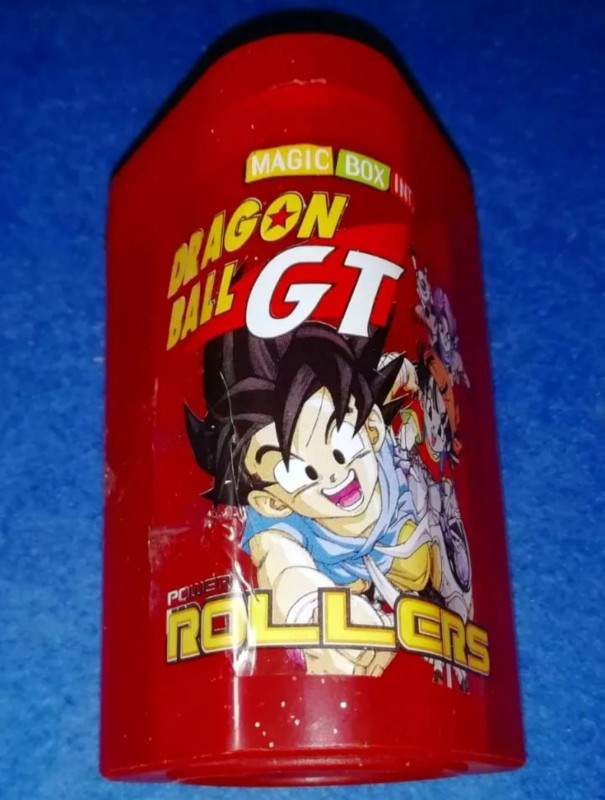 MAGIC BOX INT
DRAGON
BALL GT
POWER
ROLLERS